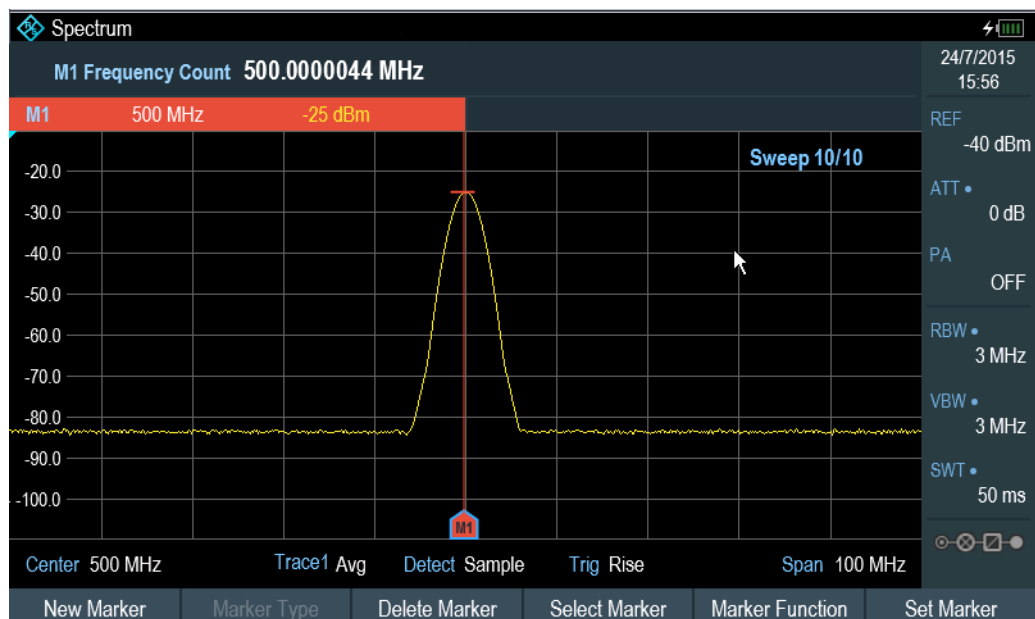 Spectrum
M1 Frequency Count 500.0000044 MHz
24/7/2015
15:56
M1 500 MHz -25 dBm
REF
-40 dBm
Sweep 10/10
ATT
0 dB
PA
OFF
RBW
3 MHz
VBW
3 MHz
SWT
50 ms
-20.0
-30.0
-40.0
-50.0
-60.0
-70.0
-80.0
-90.0
-100.0
M1
Center 500 MHz Trace1 Avg Detect Sample Trig Rise Span 100 MHz
New Marker Marker Type Delete Marker Select Marker Marker Function Set Marker